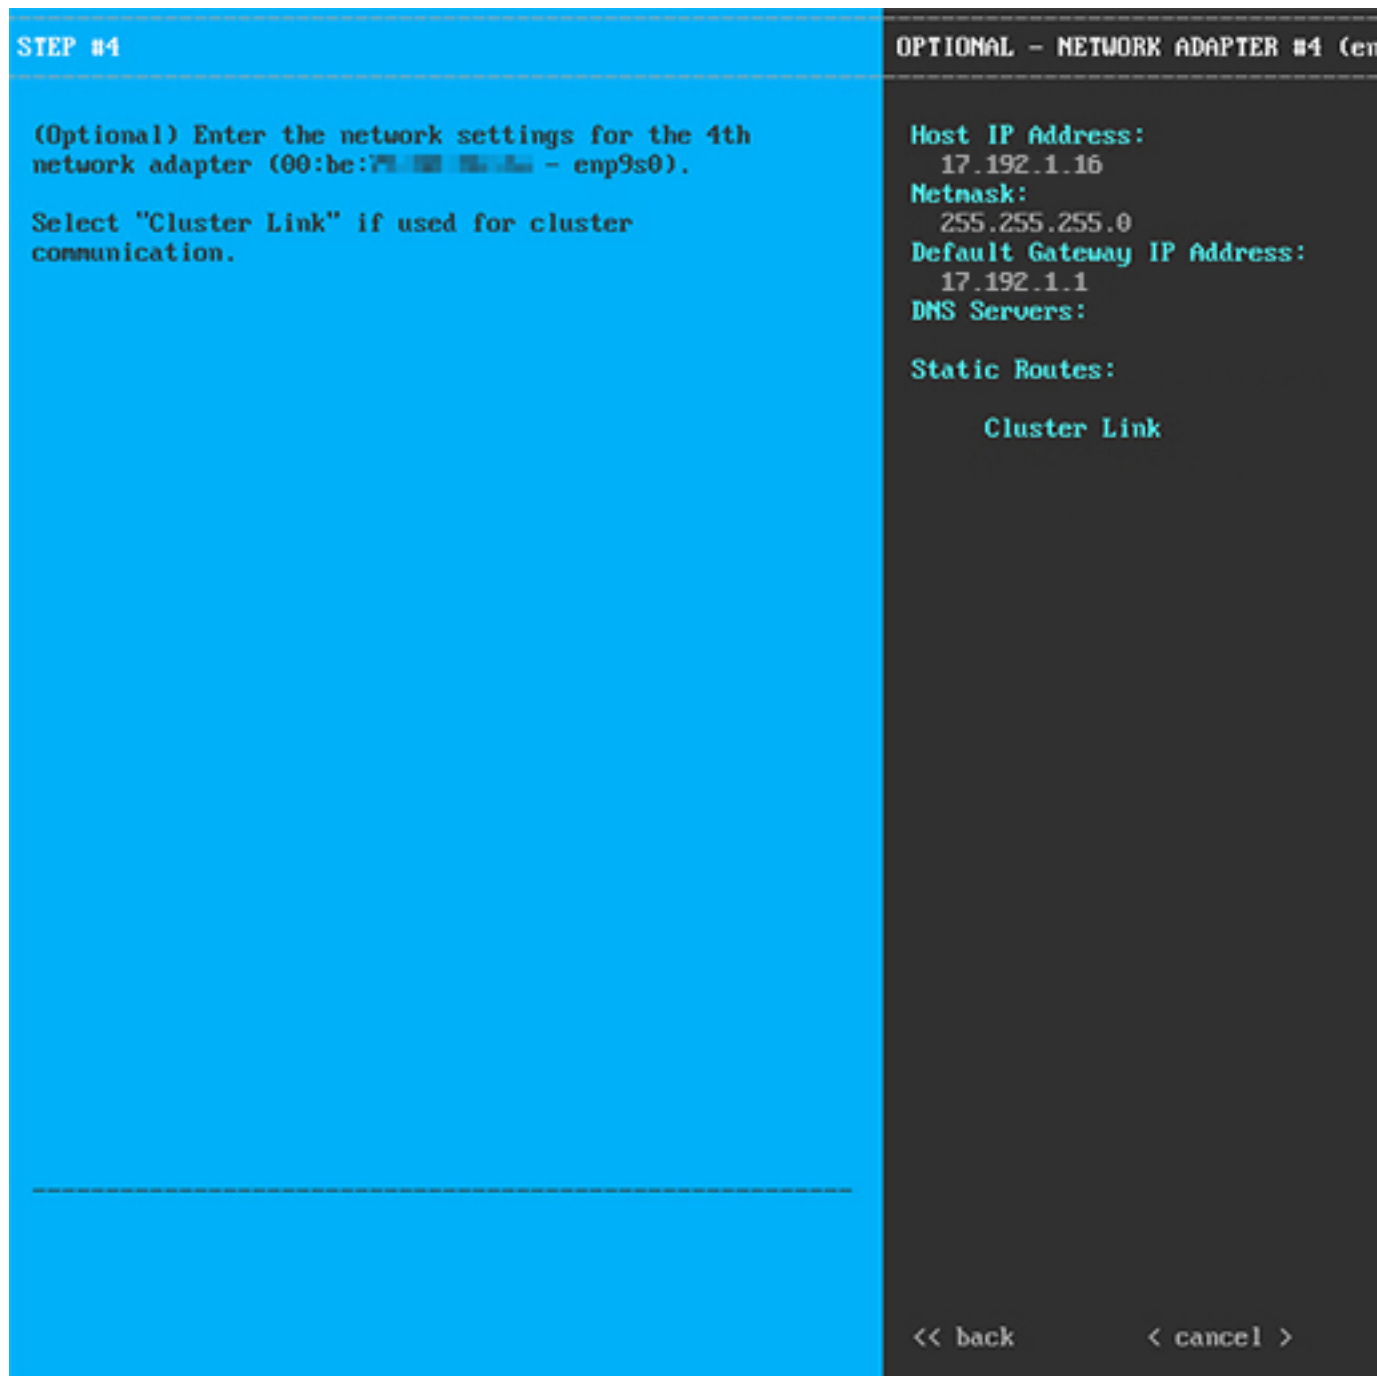 STEP #4
(Optional) Enter the network settings for the 4th
network adapter (00:be: - enp9s0).
Select "Cluster Link" if used for cluster
communication.
OPTIONAL - NETWORK ADAPTER #4 (en
Host IP Address:
17.192.1.16
Netmask:
255.255.255.0
Default Gateway IP Address:
17.192.1.1
DNS Servers:
Static Routes:
Cluster Link
<< back < cancel >